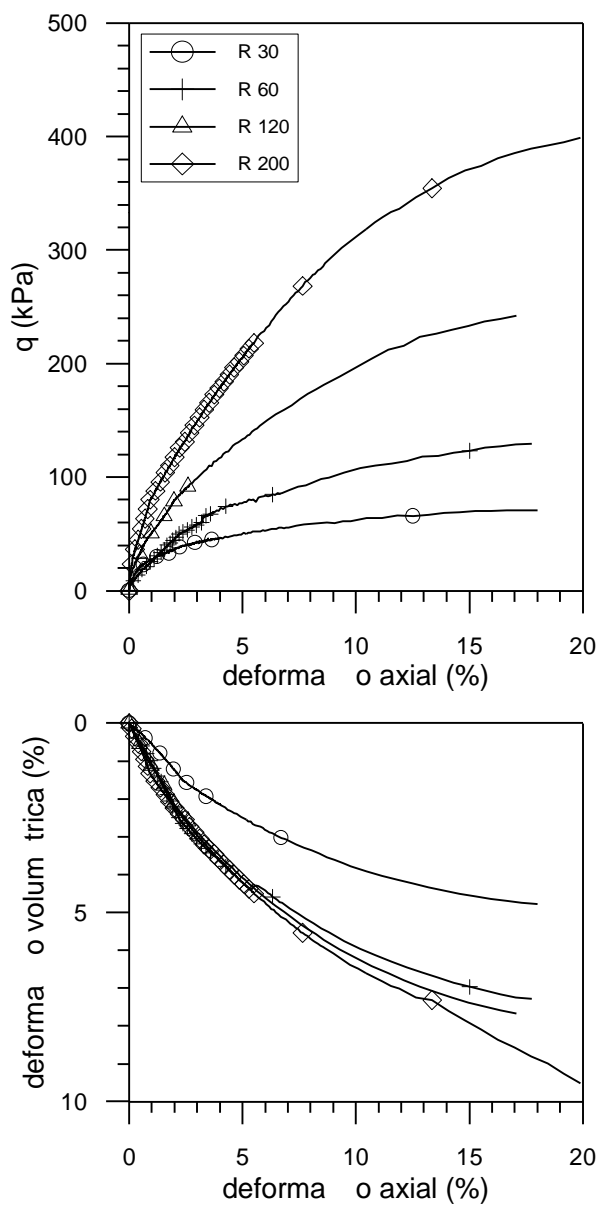 500
400
300
200
100
0
q (kPa)
R 30
R 60
R 120
R 200
0 5 10 15 20
deforma o axial (%)
0
5
10
deforma o volum trica (%)
0 5 10 15 20
deforma o axial (%)